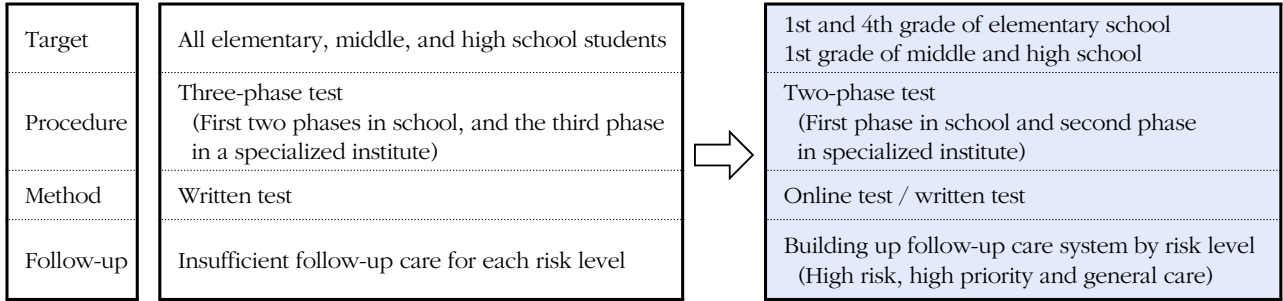 Target
All elementary, middle, and high school students
1st and 4th grade of elementary school
1st grade of middle and high school
Procedure
Three-phase test
(First two phases in school, and the third phase
in a specialized institute)
Two-phase test
(First phase in school and second phase
in specialized institute)
Method
Written test
Online test / written test
Follow-up
Insufficient follow-up care for each risk level
Building up follow-up care system by risk level
(High risk, high priority and general care)